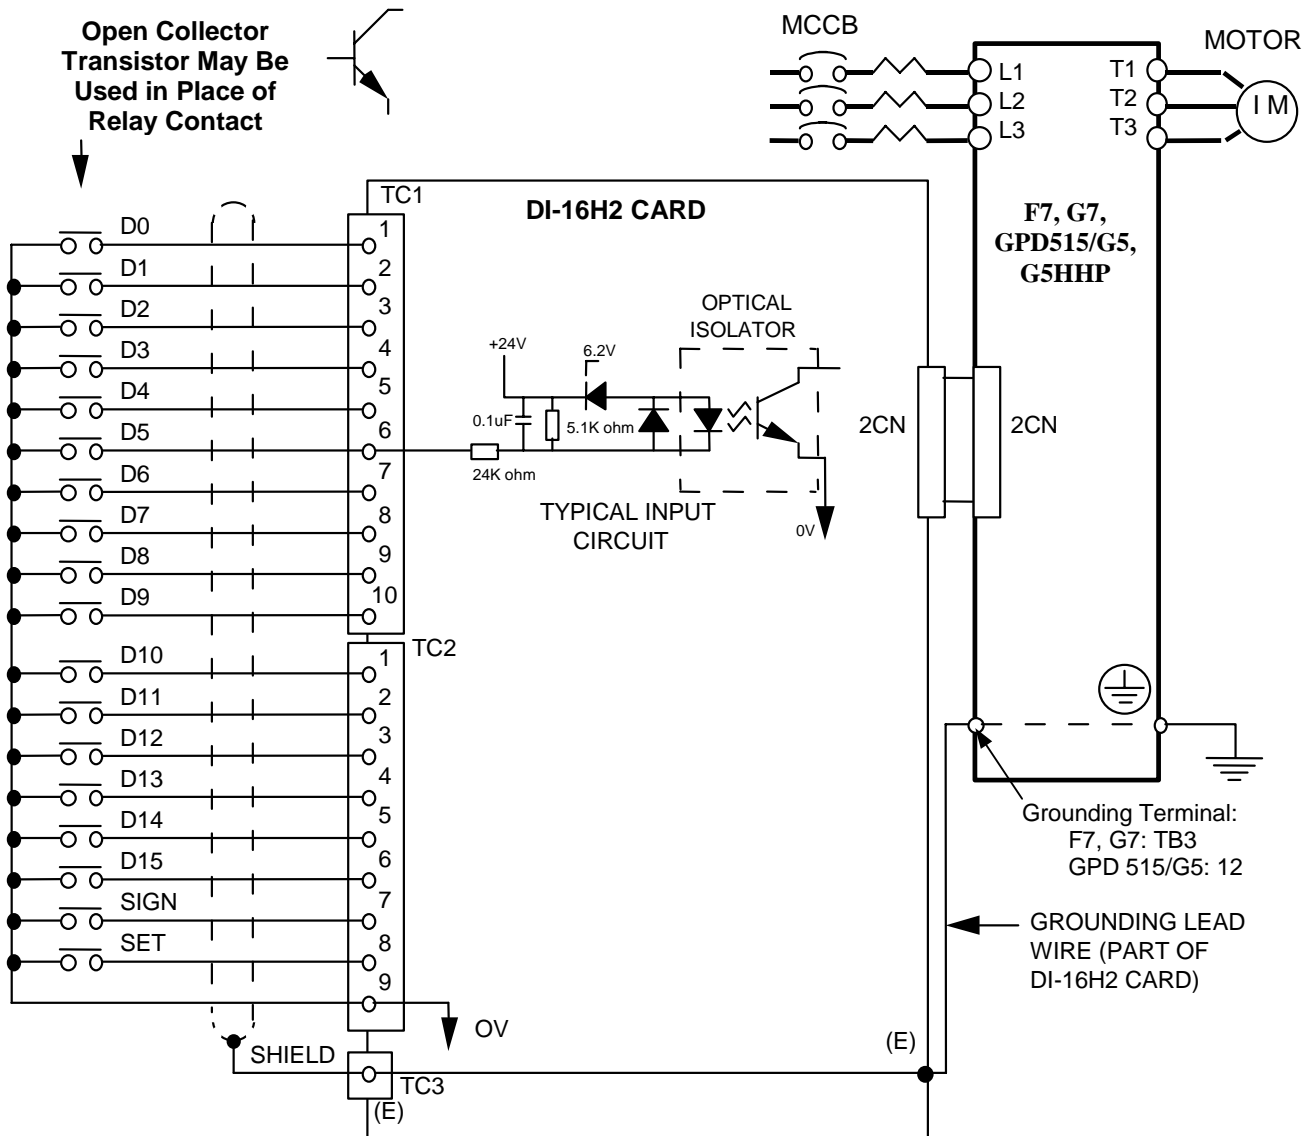 Open Collector
Transistor May Be
Used in Place of
Relay Contact
MCCB
MOTOR
L1
L2
L3
T1
T2
T3
I M
F7, G7,
GPD515/G5,
G5HHP
TC1
DI-16H2 CARD
D0
1
D1
2
D2
3
D3
4
D4
5
D5
6
D6
7
D7
8
D8
9
D9
10
OPTICAL
ISOLATOR
+24V
6.2V
0.1uF
5.1K ohm
24K ohm
TYPICAL INPUT
CIRCUIT
0V
2CN
2CN
TC2
D10
1
D11
2
D12
3
D13
4
D14
5
D15
6
SIGN
7
SET
8
9
OV
SHIELD
TC3
(E)
(E)
Grounding Terminal:
F7, G7: TB3
GPD 515/G5: 12
GROUNDING LEAD
WIRE (PART OF
DI-16H2 CARD)